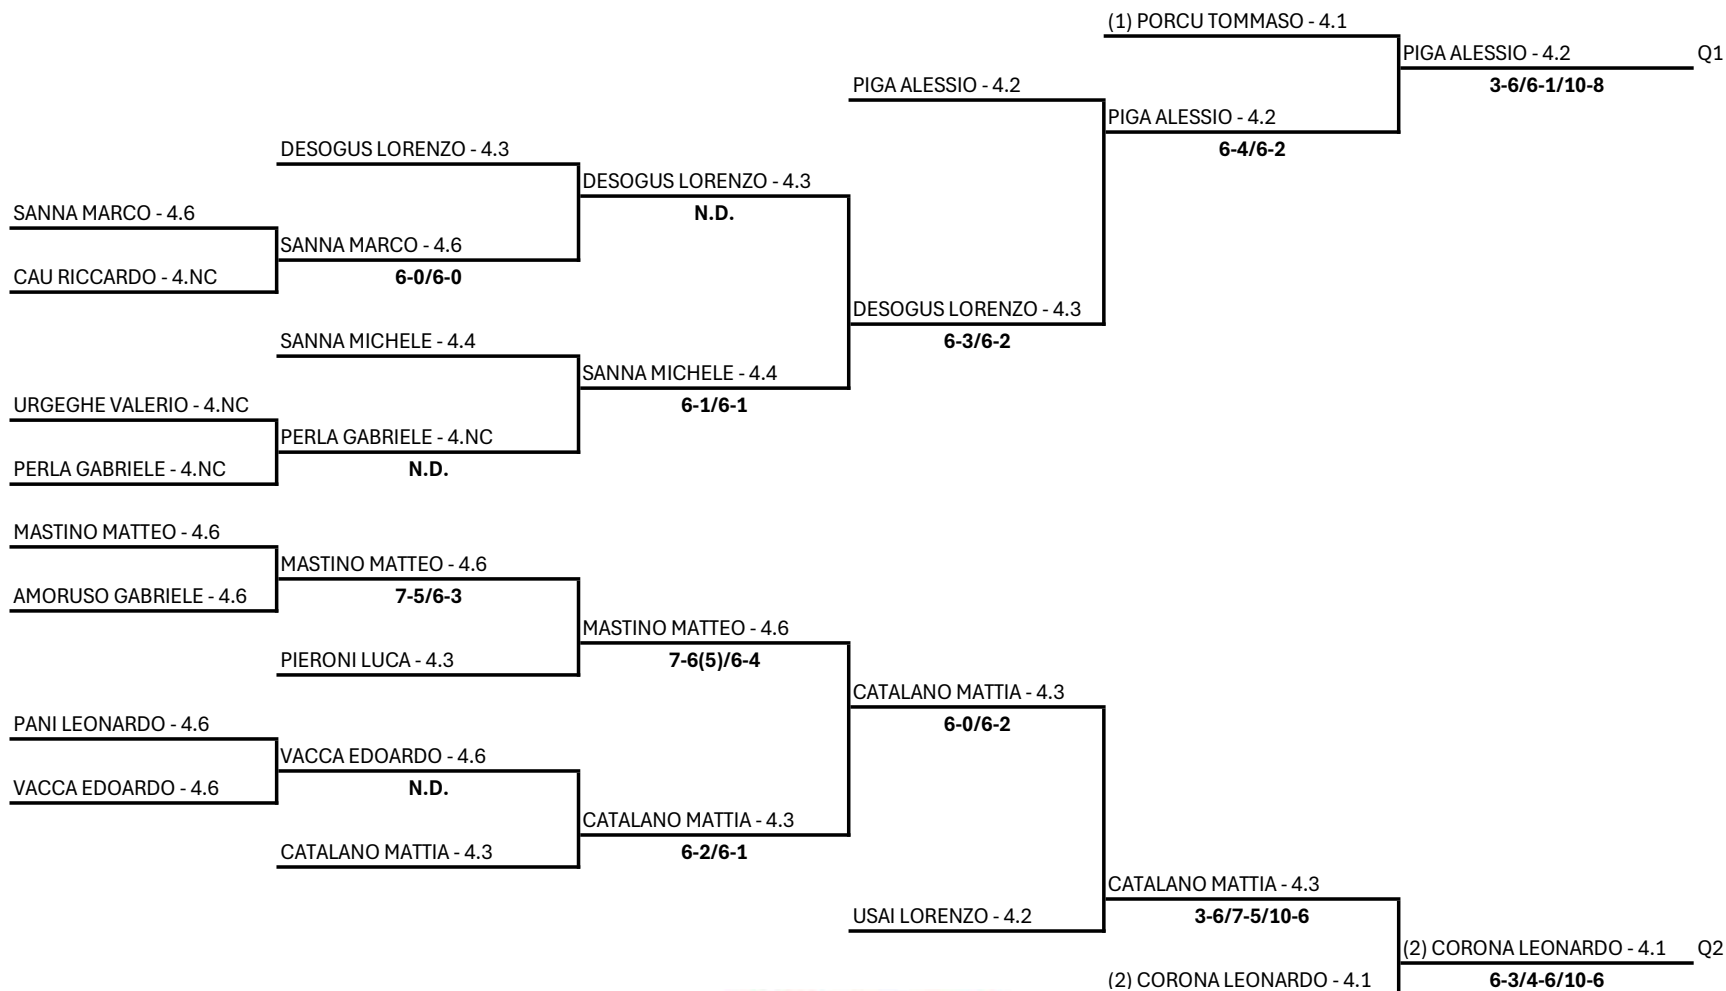 (1) PORCU TOMMASO - 4.1
PIGA ALESSIO - 4.2 Q1
PIGA ALESSIO - 4.2 3-6/6-1/10-8
PIGA ALESSIO - 4.2
DESOGUS LORENZO - 4.3 6-4/6-2
DESOGUS LORENZO - 4.3
SANNA MARCO - 4.6 N.D.
SANNA MARCO - 4.6
CAU RICCARDO - 4.NC 6-0/6-0
DESOGUS LORENZO - 4.3
SANNA MICHELE - 4.4 6-3/6-2
SANNA MICHELE - 4.4
URGEGHE VALERIO - 4.NC 6-1/6-1
PERLA GABRIELE - 4.NC
PERLA GABRIELE - 4.NC N.D.
MASTINO MATTEO - 4.6
MASTINO MATTEO - 4.6
AMORUSO GABRIELE - 4.6 7-5/6-3
MASTINO MATTEO - 4.6
PIERONI LUCA - 4.3 7-6(5)/6-4
CATALANO MATTIA - 4.3
PANI LEONARDO - 4.6 6-0/6-2
VACCA EDOARDO - 4.6
VACCA EDOARDO - 4.6 N.D.
CATALANO MATTIA - 4.3
CATALANO MATTIA - 4.3 6-2/6-1
CATALANO MATTIA - 4.3
USAI LORENZO - 4.2 3-6/7-5/10-6
(2) CORONA LEONARDO - 4.1 Q2
(2) CORONA LEONARDO - 4.1 6-3/4-6/10-6